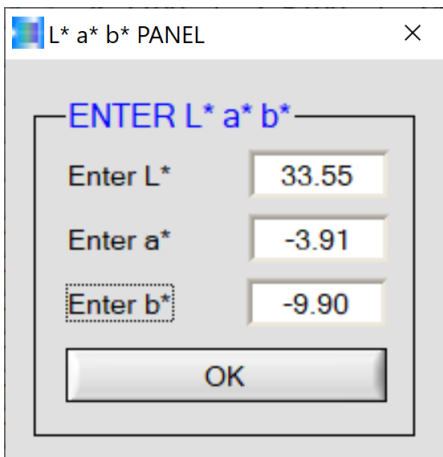 L* a* b* PANEL
ENTER L* a* b*
Enter L* 33.55
Enter a* -3.91
Enter b* -9.90
OK